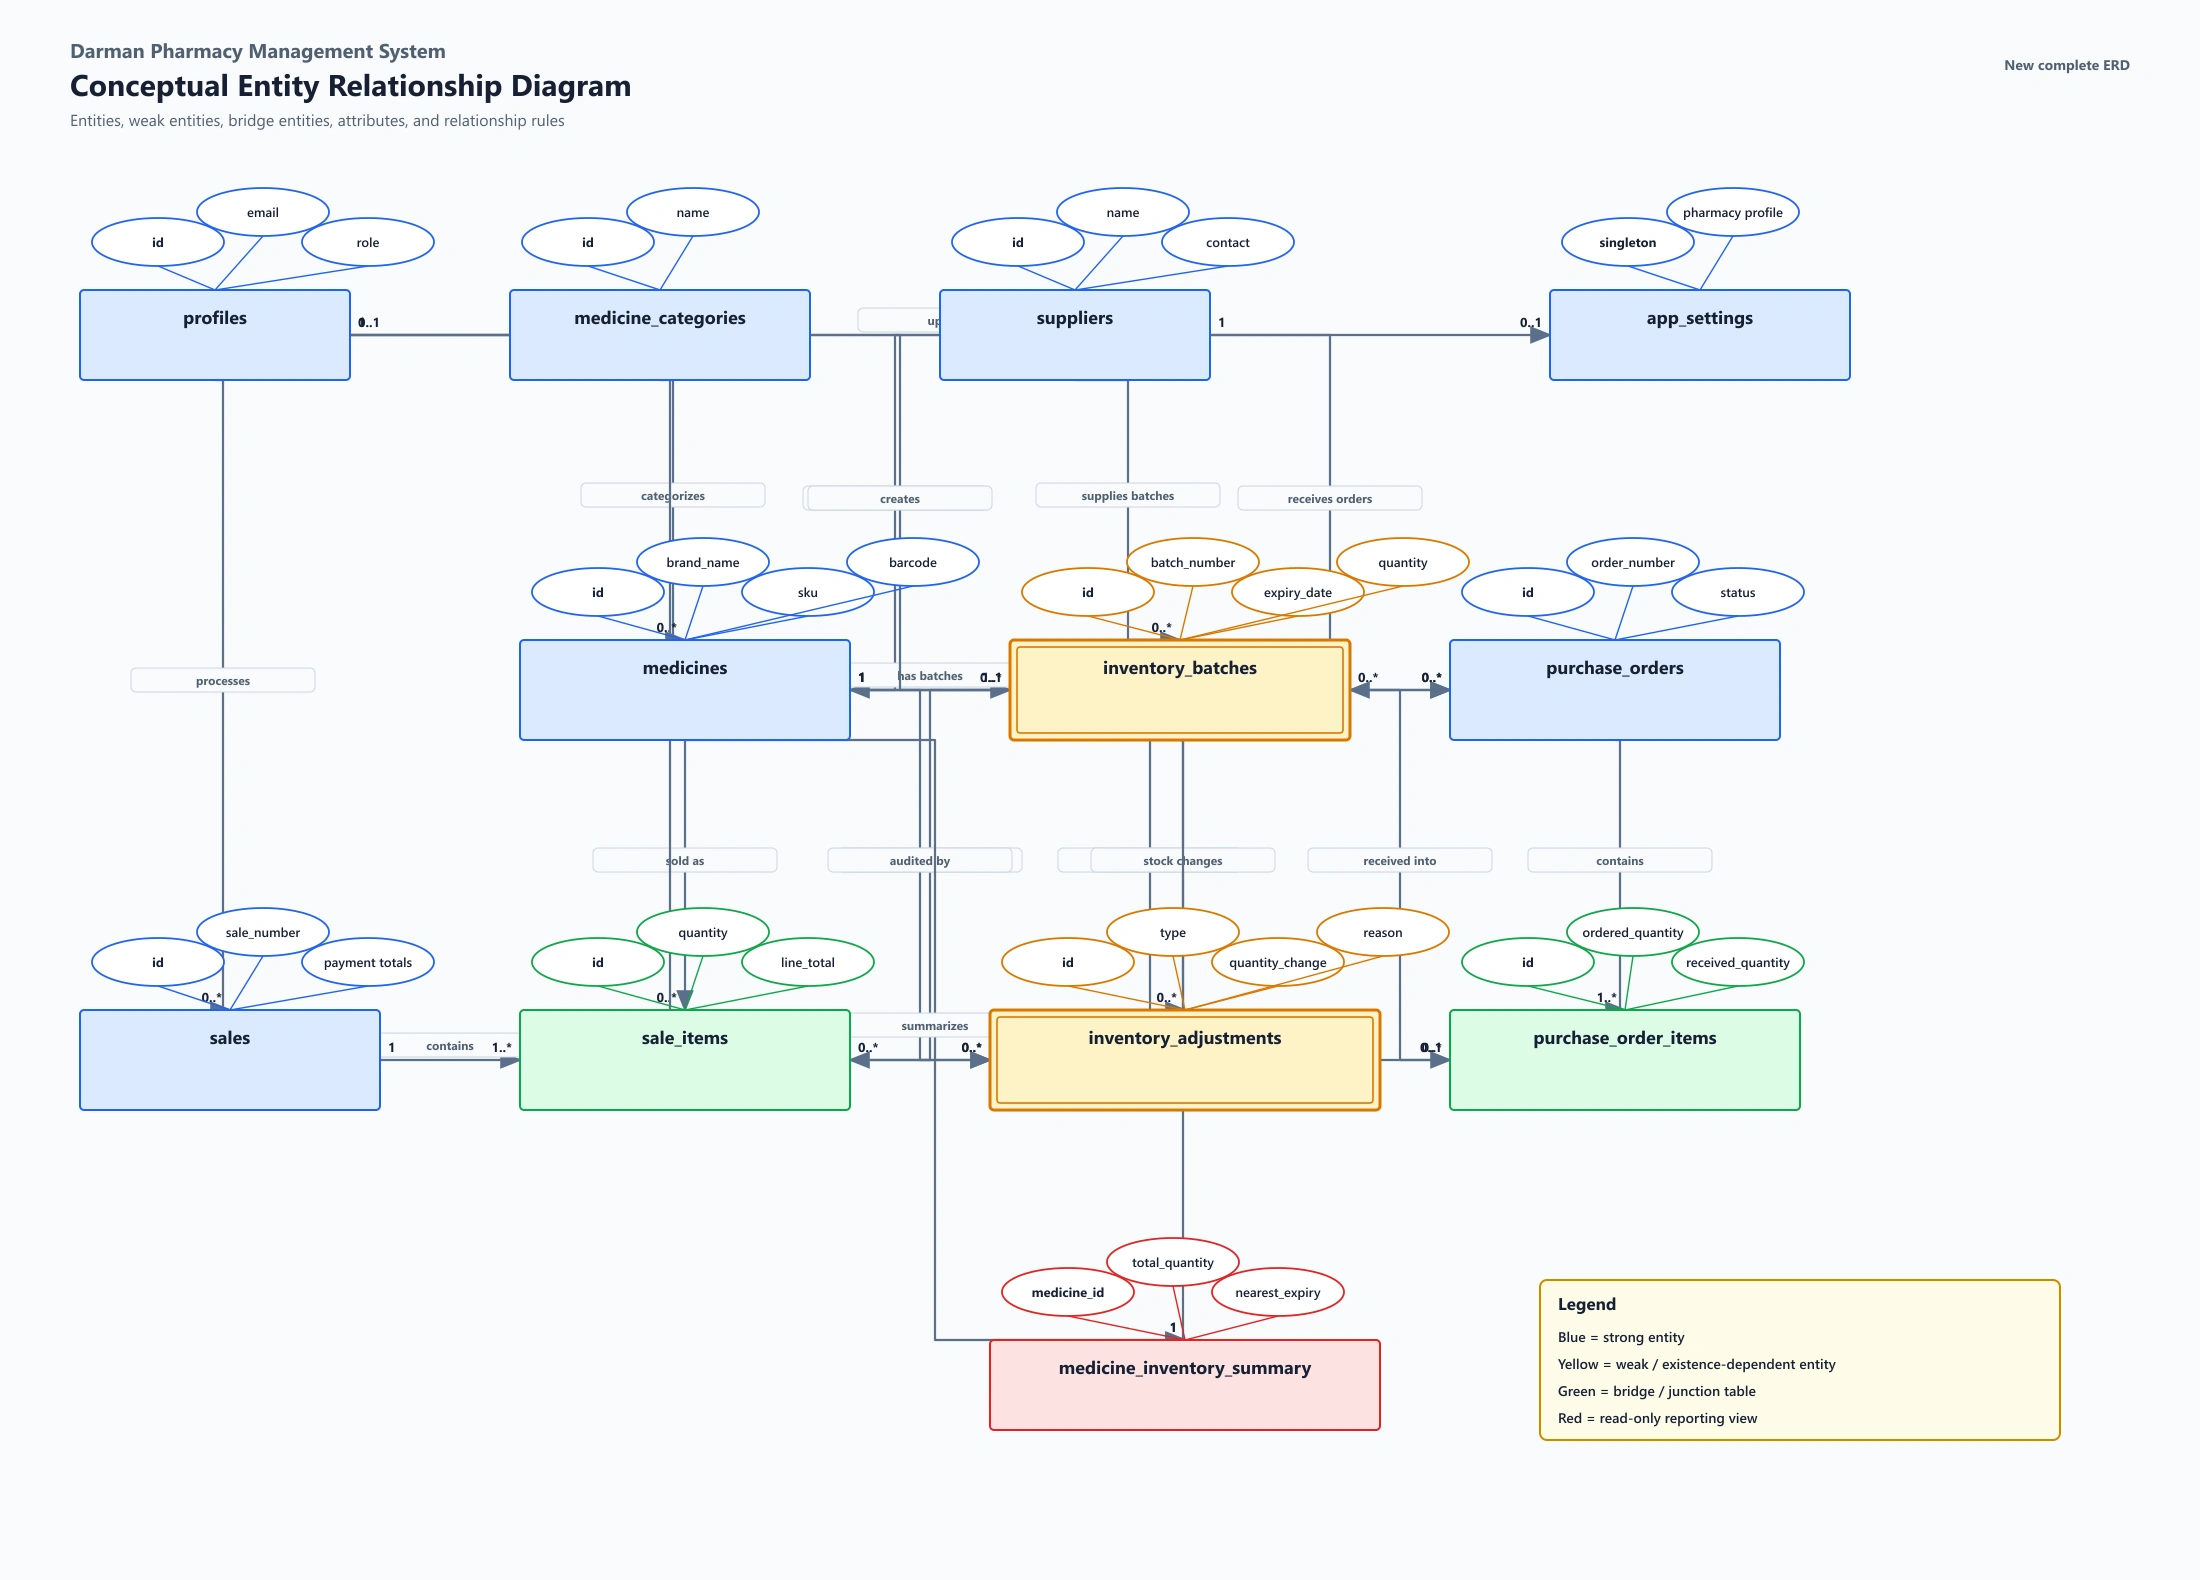 Darman Pharmacy Management System
Conceptual Entity Relationship Diagram
Entities, weak entities, bridge entities, attributes, and relationship rules
New complete ERD
email
id
role
profiles
name
id
medicine_categories
name
id
contact
suppliers
pharmacy profile
singleton
app_settings
0..1
up
1
0..1
categorizes
creates
supplies batches
receives orders
brand_name
barcode
id
sku
0..*
medicines
batch_number
quantity
id
expiry_date
0..*
inventory_batches
order_number
id
status
purchase_orders
processes
1
has batches
0..*
0..*
sold as
audited by
stock changes
received into
contains
sale_number
id
payment totals
0..*
sales
quantity
id
line_total
0..*
sale_items
type
reason
id
quantity_change
0..*
inventory_adjustments
ordered_quantity
id
received_quantity
1..*
purchase_order_items
1
contains
1..*
summarizes
0..*
0..*
total_quantity
medicine_id
nearest_expiry
1
medicine_inventory_summary
Legend
Blue = strong entity
Yellow = weak / existence-dependent entity
Green = bridge / junction table
Red = read-only reporting view